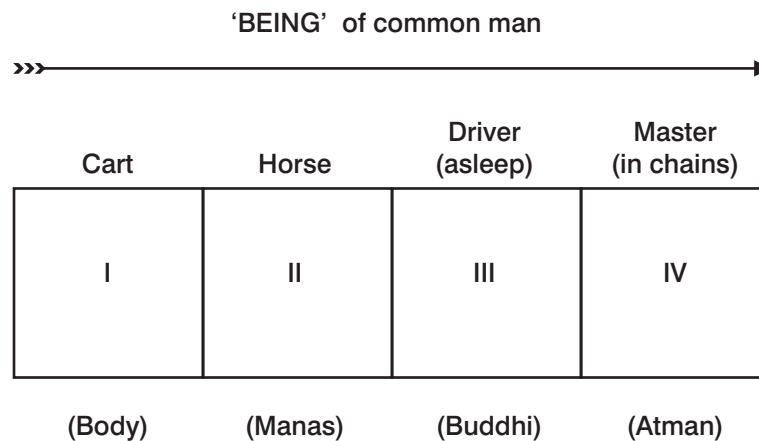 ‘BEING’ of common man
Driver Master
Cart Horse (asleep) (in chains)
I II III IV
(Body) (Manas) (Buddhi) (Atman)